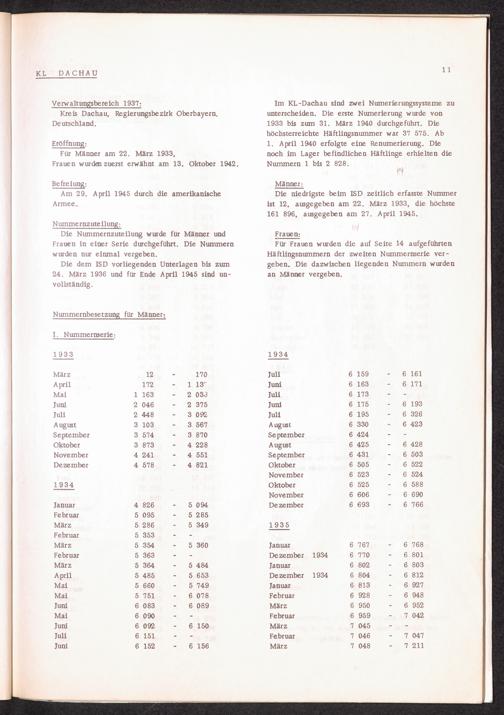 KL DACHAU
11
Verwaltungsbereich 1937:
Kreis Dachau, Regierungsbezirk Oberbayern,
Deutschland.
Eröffnung:
Für Männer am 22. März 1933,
Frauen wurden zuerst erwähnt am 13. Oktober 1942.
Befreiung:
Am 29. April 1945 durch die amerikanische
Armee.
Nummernzuteilung:
Die Nummernzuteilung wurde für Männer und
Frauen in einer Serie durchgeführt. Die Nummern
wurden nur einmal vergeben.
Die dem ISD vorliegenden Unterlagen bis zum
24. März 1936 und für Ende April 1945 sind un-
vollständig.
Im KL-Dachau sind zwei Numerierungssysteme zu
unterscheiden. Die erste Numerierung wurde von
1933 bis zum 31. März 1940 durchgeführt. Die
höchsterreichte Häftlingsnummer war 37 575. Ab
1. April 1940 erfolgte eine Renumerierung. Die
noch im Lager befindlichen Häftlinge erhielten die
Nummern 1 bis 2 828.
Männer:
Die niedrigste beim ISD zeitlich erfasste Nummer
ist 12, ausgegeben am 22. März 1933, die höchste
161 896, ausgegeben am 27. April 1945.
Frauen:
Für Frauen wurden die auf Seite 14 aufgeführten
Häftlingsnummern der zweiten Nummernserie ver-
geben. Die dazwischen liegenden Nummern wurden
an Männer vergeben.
Nummernbesetzung für Männer:
I. Nummernserie:
1933
März 12 - 170
April 172 - 1
Mai 1 163 - 2
Juni 2 046 - 2 375
Juli 2 448 - 3 092
August 3 103 - 3 567
September 3 574 - 3 870
Oktober 3 873 - 4 228
November 4 241 - 4 551
Dezember 4 578 - 4 821
1934
Januar 4 826 - 5 094
Februar 5 095 - 5 285
März 5 286 - 5 349
Februar 5 353 - -
März 5 354 - 5 360
Februar 5 363 - -
März 5 364 - 5 484
April 5 485 - 5 653
Mai 5 660 - 5 749
Mai 5 751 - 6 078
Juni 6 083 - 6 089
Mai 6 090 - -
Juni 6 092 - 6 150
Juli 6 151 - -
Juni 6 152 - 6 156
1934
Juli 6 159 - 6 161
Juni 6 163 - 6 171
Juli 6 173 - -
Juni 6 175 - 6 193
Juli 6 195 - 6 326
August 6 330 - 6 423
September 6 424 - -
August 6 425 - 6 428
September 6 431 - 6 503
Oktober 6 505 - 6 522
November 6 523 - 6 524
Oktober 6 525 - 6 588
November 6 606 - 6 690
Dezember 6 693 - 6 766
1935
Januar 6 767 - 6 768
Dezember 1934 6 770 - 6 801
Januar 6 802 - 6 803
Dezember 1934 6 804 - 6 812
Januar 6 813 - 6 927
Februar 6 928 - 6 948
März 6 950 - 6 952
Februar 6 959 - 7 042
März 7 045 - -
Februar 7 046 - 7 047
März 7 048 - 7 211